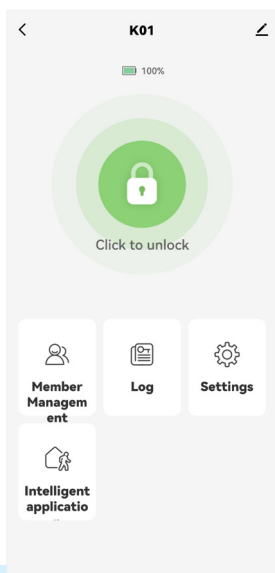 K01
100%
Click to unlock
Member
Managem
ent
Log
Settings
Intelligent
applicatio